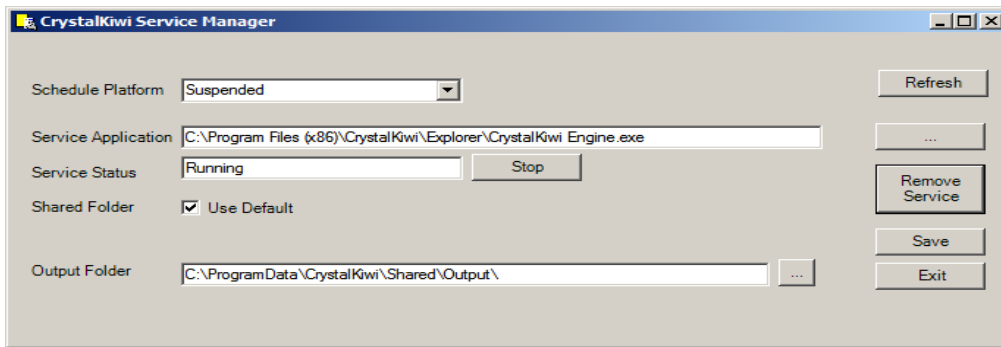 CrystalKiwi Service Manager
Schedule Platform Suspended Refresh
Service Application C:\Program Files (x86)\CrystalKiwi\Explorer\CrystalKiwi Engine.exe ...
Service Status Running Stop
Remove Service
Shared Folder Use Default
Save
Output Folder C:\ProgramData\CrystalKiwi\Shared\Output\ ... Exit